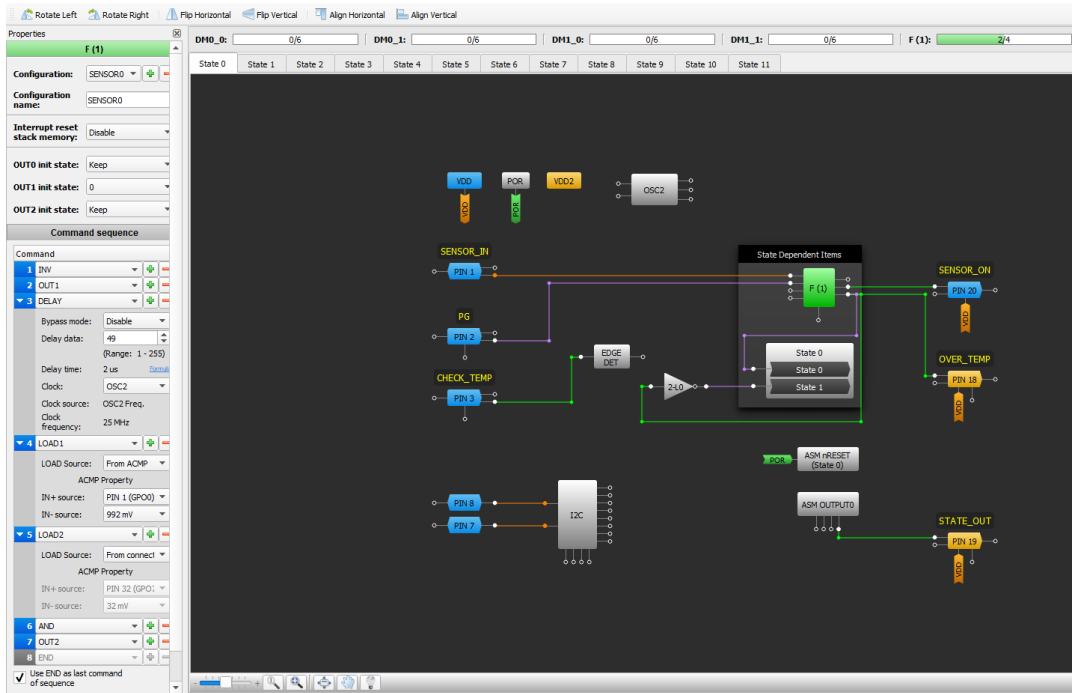 Rotate Left Rotate Right Flip Horizontal Flip Vertical Align Horizontal Align Vertical
Properties
F (1)
Configuration: SENSOR0
Configuration name: SENSOR0
Interrupt reset stack memory: Disable
OUT0 init state: Keep
OUT1 init state: 0
OUT2 init state: Keep
Command sequence
Command
1 INV
2 OUT1
3 DELAY
Bypass mode: Disable
Delay data: 49
(Range: 1 - 255)
Delay time: 2 us Formula
Clock: OSC2
Clock source: OSC2 Freq.
Clock frequency: 25 MHz
4 LOAD1
LOAD Source: From ACMP
ACMP Property
IN+ source: PIN 1 (GPO0)
IN- source: 992 mV
5 LOAD2
LOAD Source: From connect
ACMP Property
IN+ source: PIN 32 (GPO:
IN- source: 32 mV
6 AND
7 OUT2
8 END
Use END as last command of sequence
DM0_0: 0/6 DM0_1: 0/6 DM1_0: 0/6 DM1_1: 0/6 F (1): 2/4
State 0 State 1 State 2 State 3 State 4 State 5 State 6 State 7 State 8 State 9 State 10 State 11
VDD POR VDD2 OSC2
VDD POR
SENSOR_IN
PIN 1
PG
PIN 2
CHECK_TEMP
PIN 3
EDGE DET
2-L0
State Dependent Items
F (1)
State 0
State 0
State 1
SENSOR_ON
PIN 20
VDD
OVER_TEMP
PIN 18
VDD
POR
ASM nRESET
(State 0)
ASM OUTPUT0
PIN 8
PIN 7
I2C
STATE_OUT
PIN 19
VDD